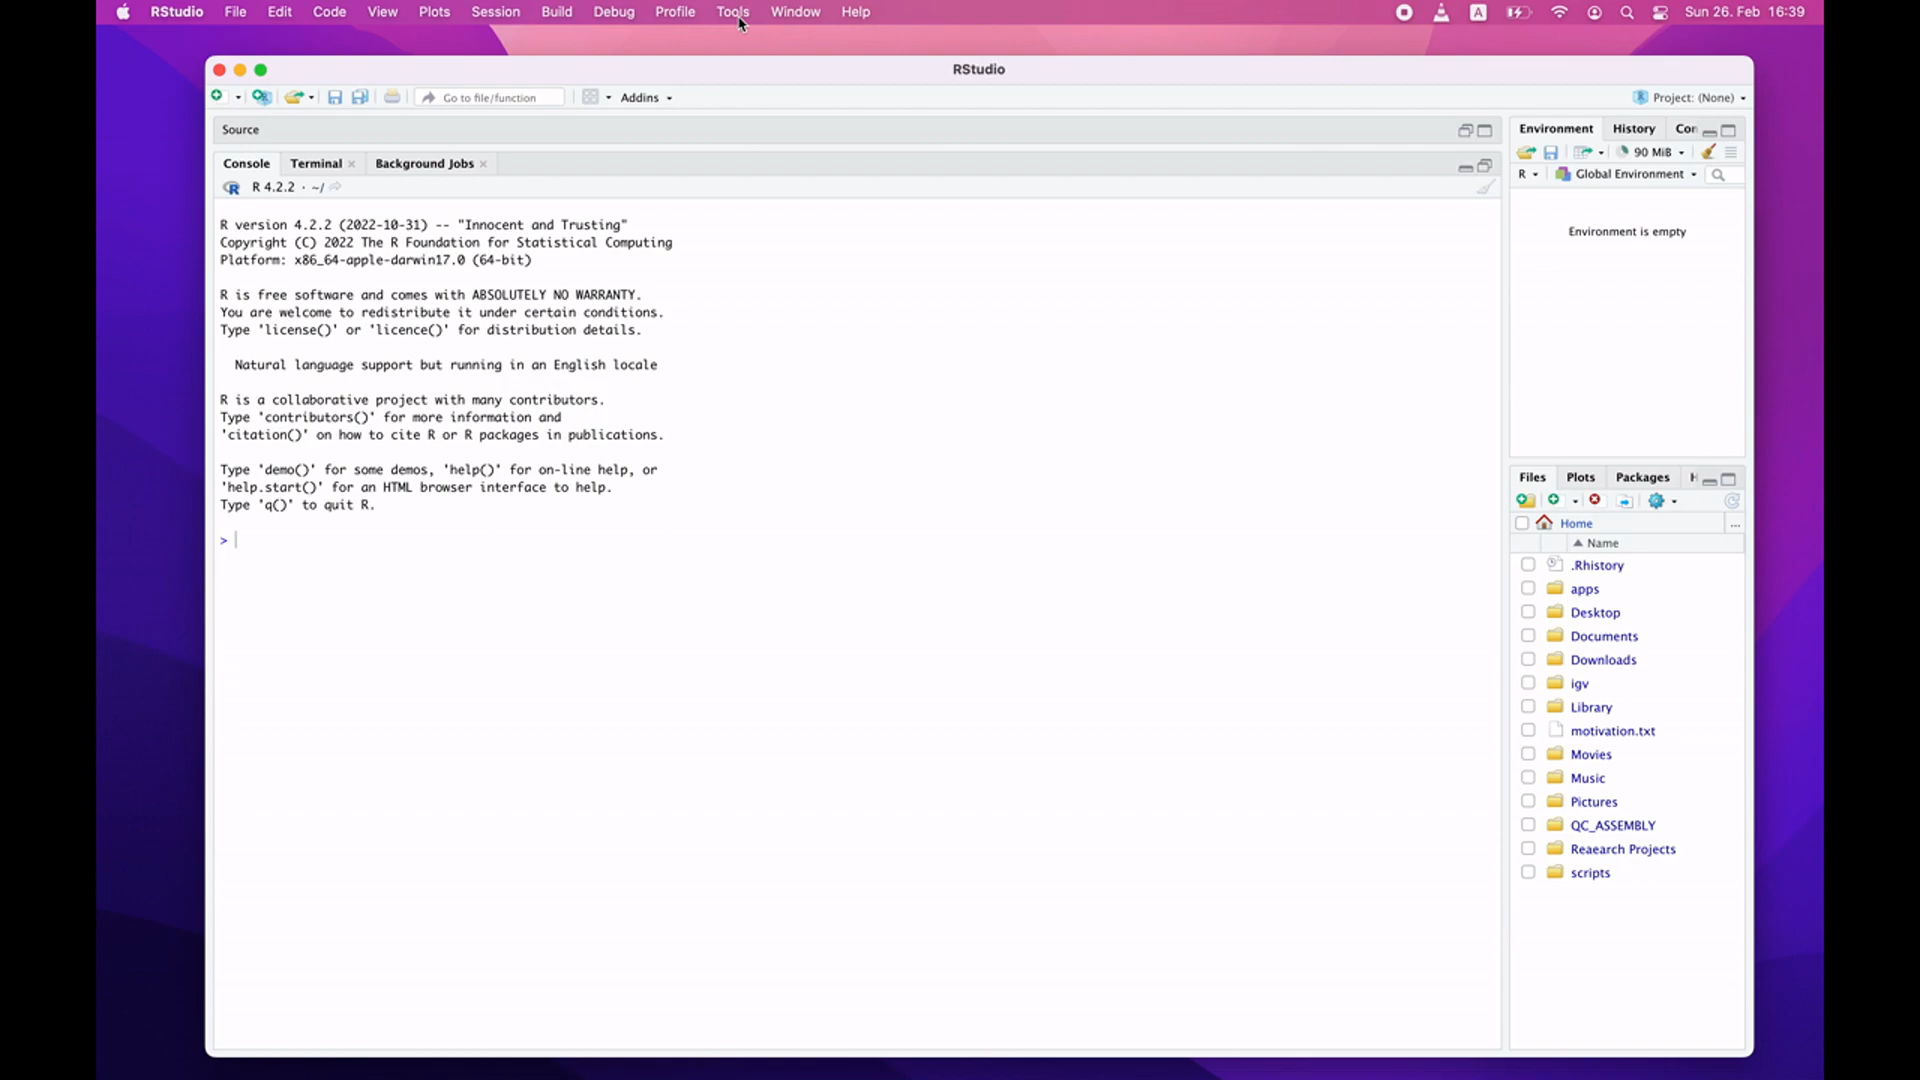 RStudio File Edit Code View Plots Session Build Debug Profile Tools Window Help A Sun 26. Feb 16:39
RStudio
Go to file/function Addins Project: (None)
Source
Console Terminal Background Jobs
R 4.2.2 · ~/
R version 4.2.2 (2022-10-31) -- "Innocent and Trusting"
Copyright (C) 2022 The R Foundation for Statistical Computing
Platform: x86_64-apple-darwin17.0 (64-bit)
R is free software and comes with ABSOLUTELY NO WARRANTY.
You are welcome to redistribute it under certain conditions.
Type 'license()' or 'licence()' for distribution details.
Natural language support but running in an English locale
R is a collaborative project with many contributors.
Type 'contributors()' for more information and
'citation()' on how to cite R or R packages in publications.
Type 'demo()' for some demos, 'help()' for on-line help, or
'help.start()' for an HTML browser interface to help.
Type 'q()' to quit R.
>
Environment History Con
90 MiB
R Global Environment
Environment is empty
Files Plots Packages H
Home ...
Name
.Rhistory
apps
Desktop
Documents
Downloads
igv
Library
motivation.txt
Movies
Music
Pictures
QC_ASSEMBLY
Reaearch Projects
scripts